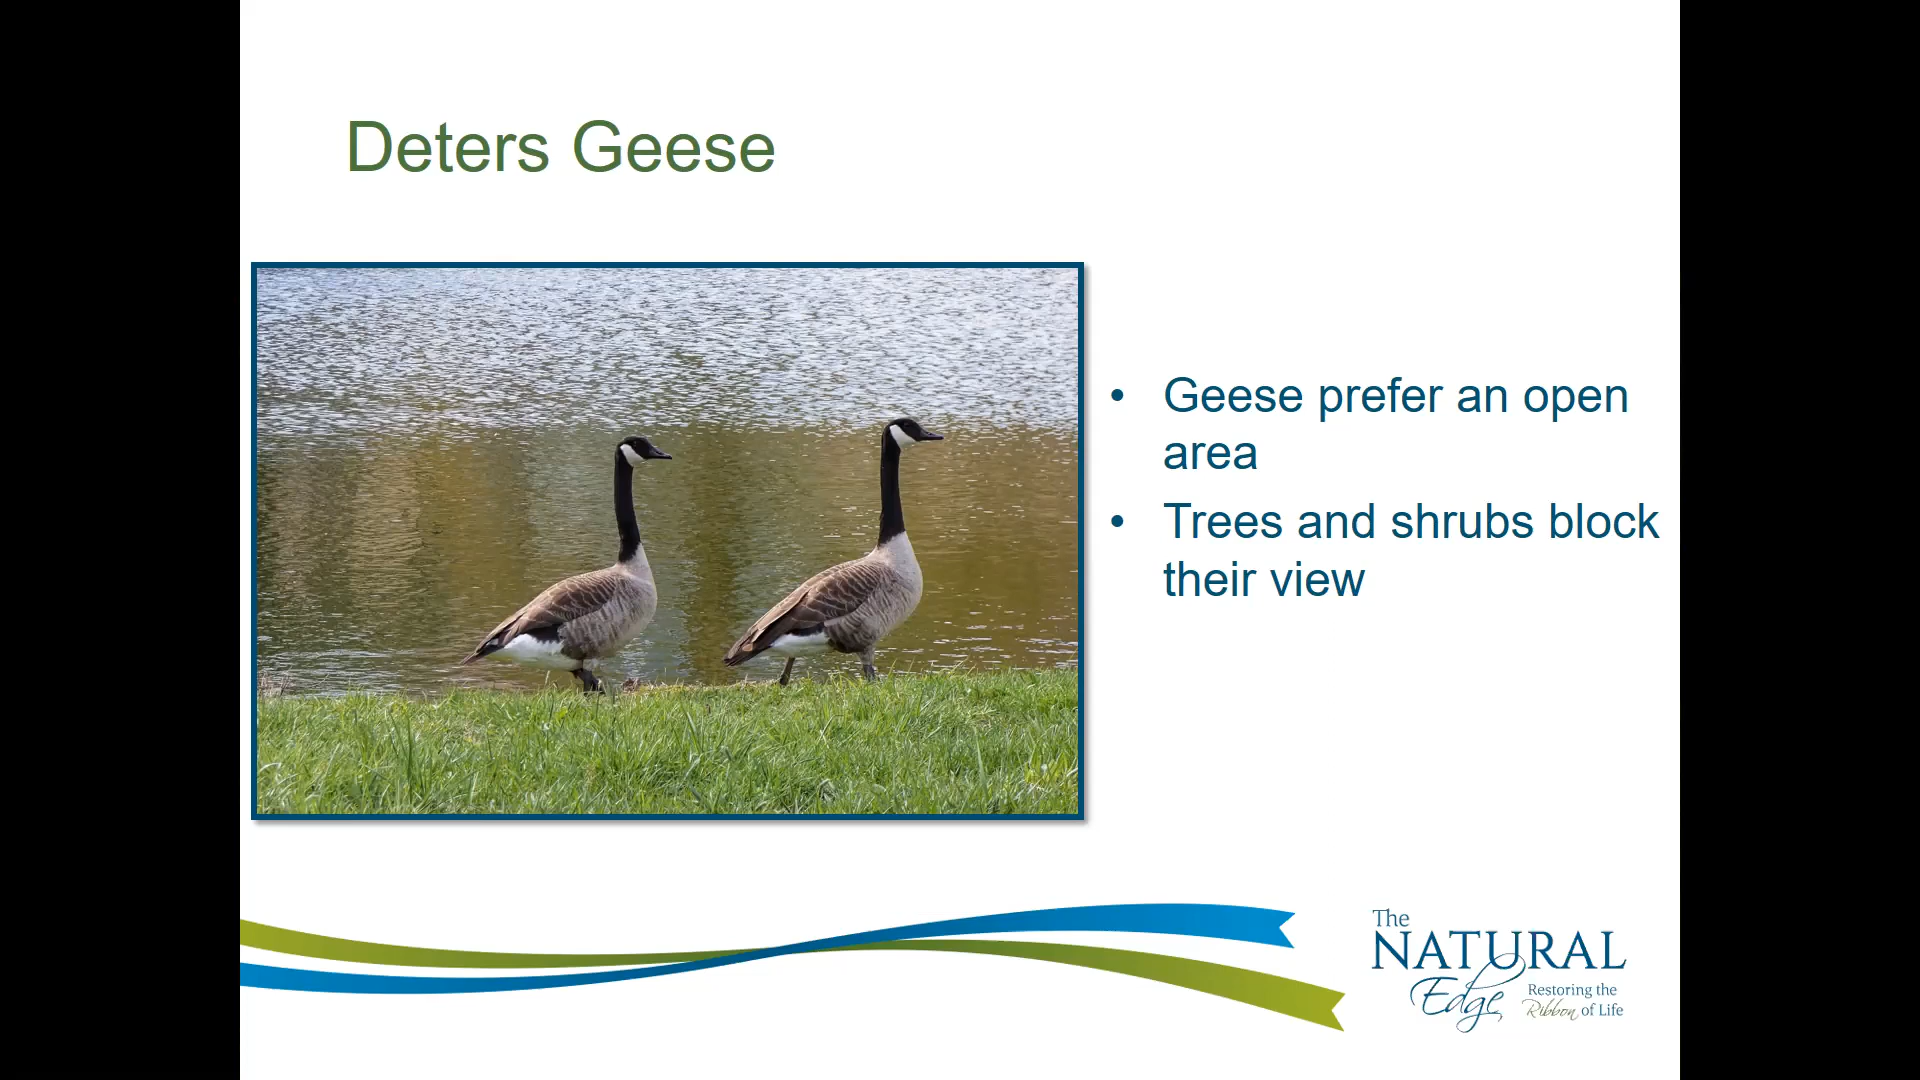 Deters Geese
• Geese prefer an open
area
• Trees and shrubs block
their view
The
NATURAL
Edge
Restoring the
Ribbon of Life